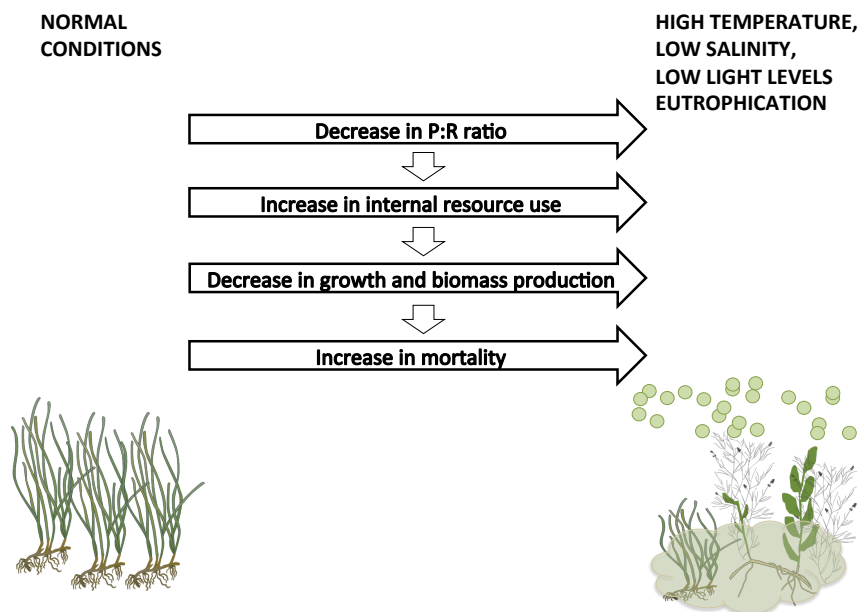 NORMAL
CONDITIONS
HIGH TEMPERATURE,
LOW SALINITY,
LOW LIGHT LEVELS
EUTROPHICATION
Decrease in P:R ratio
Increase in internal resource use
Decrease in growth and biomass production
Increase in mortality